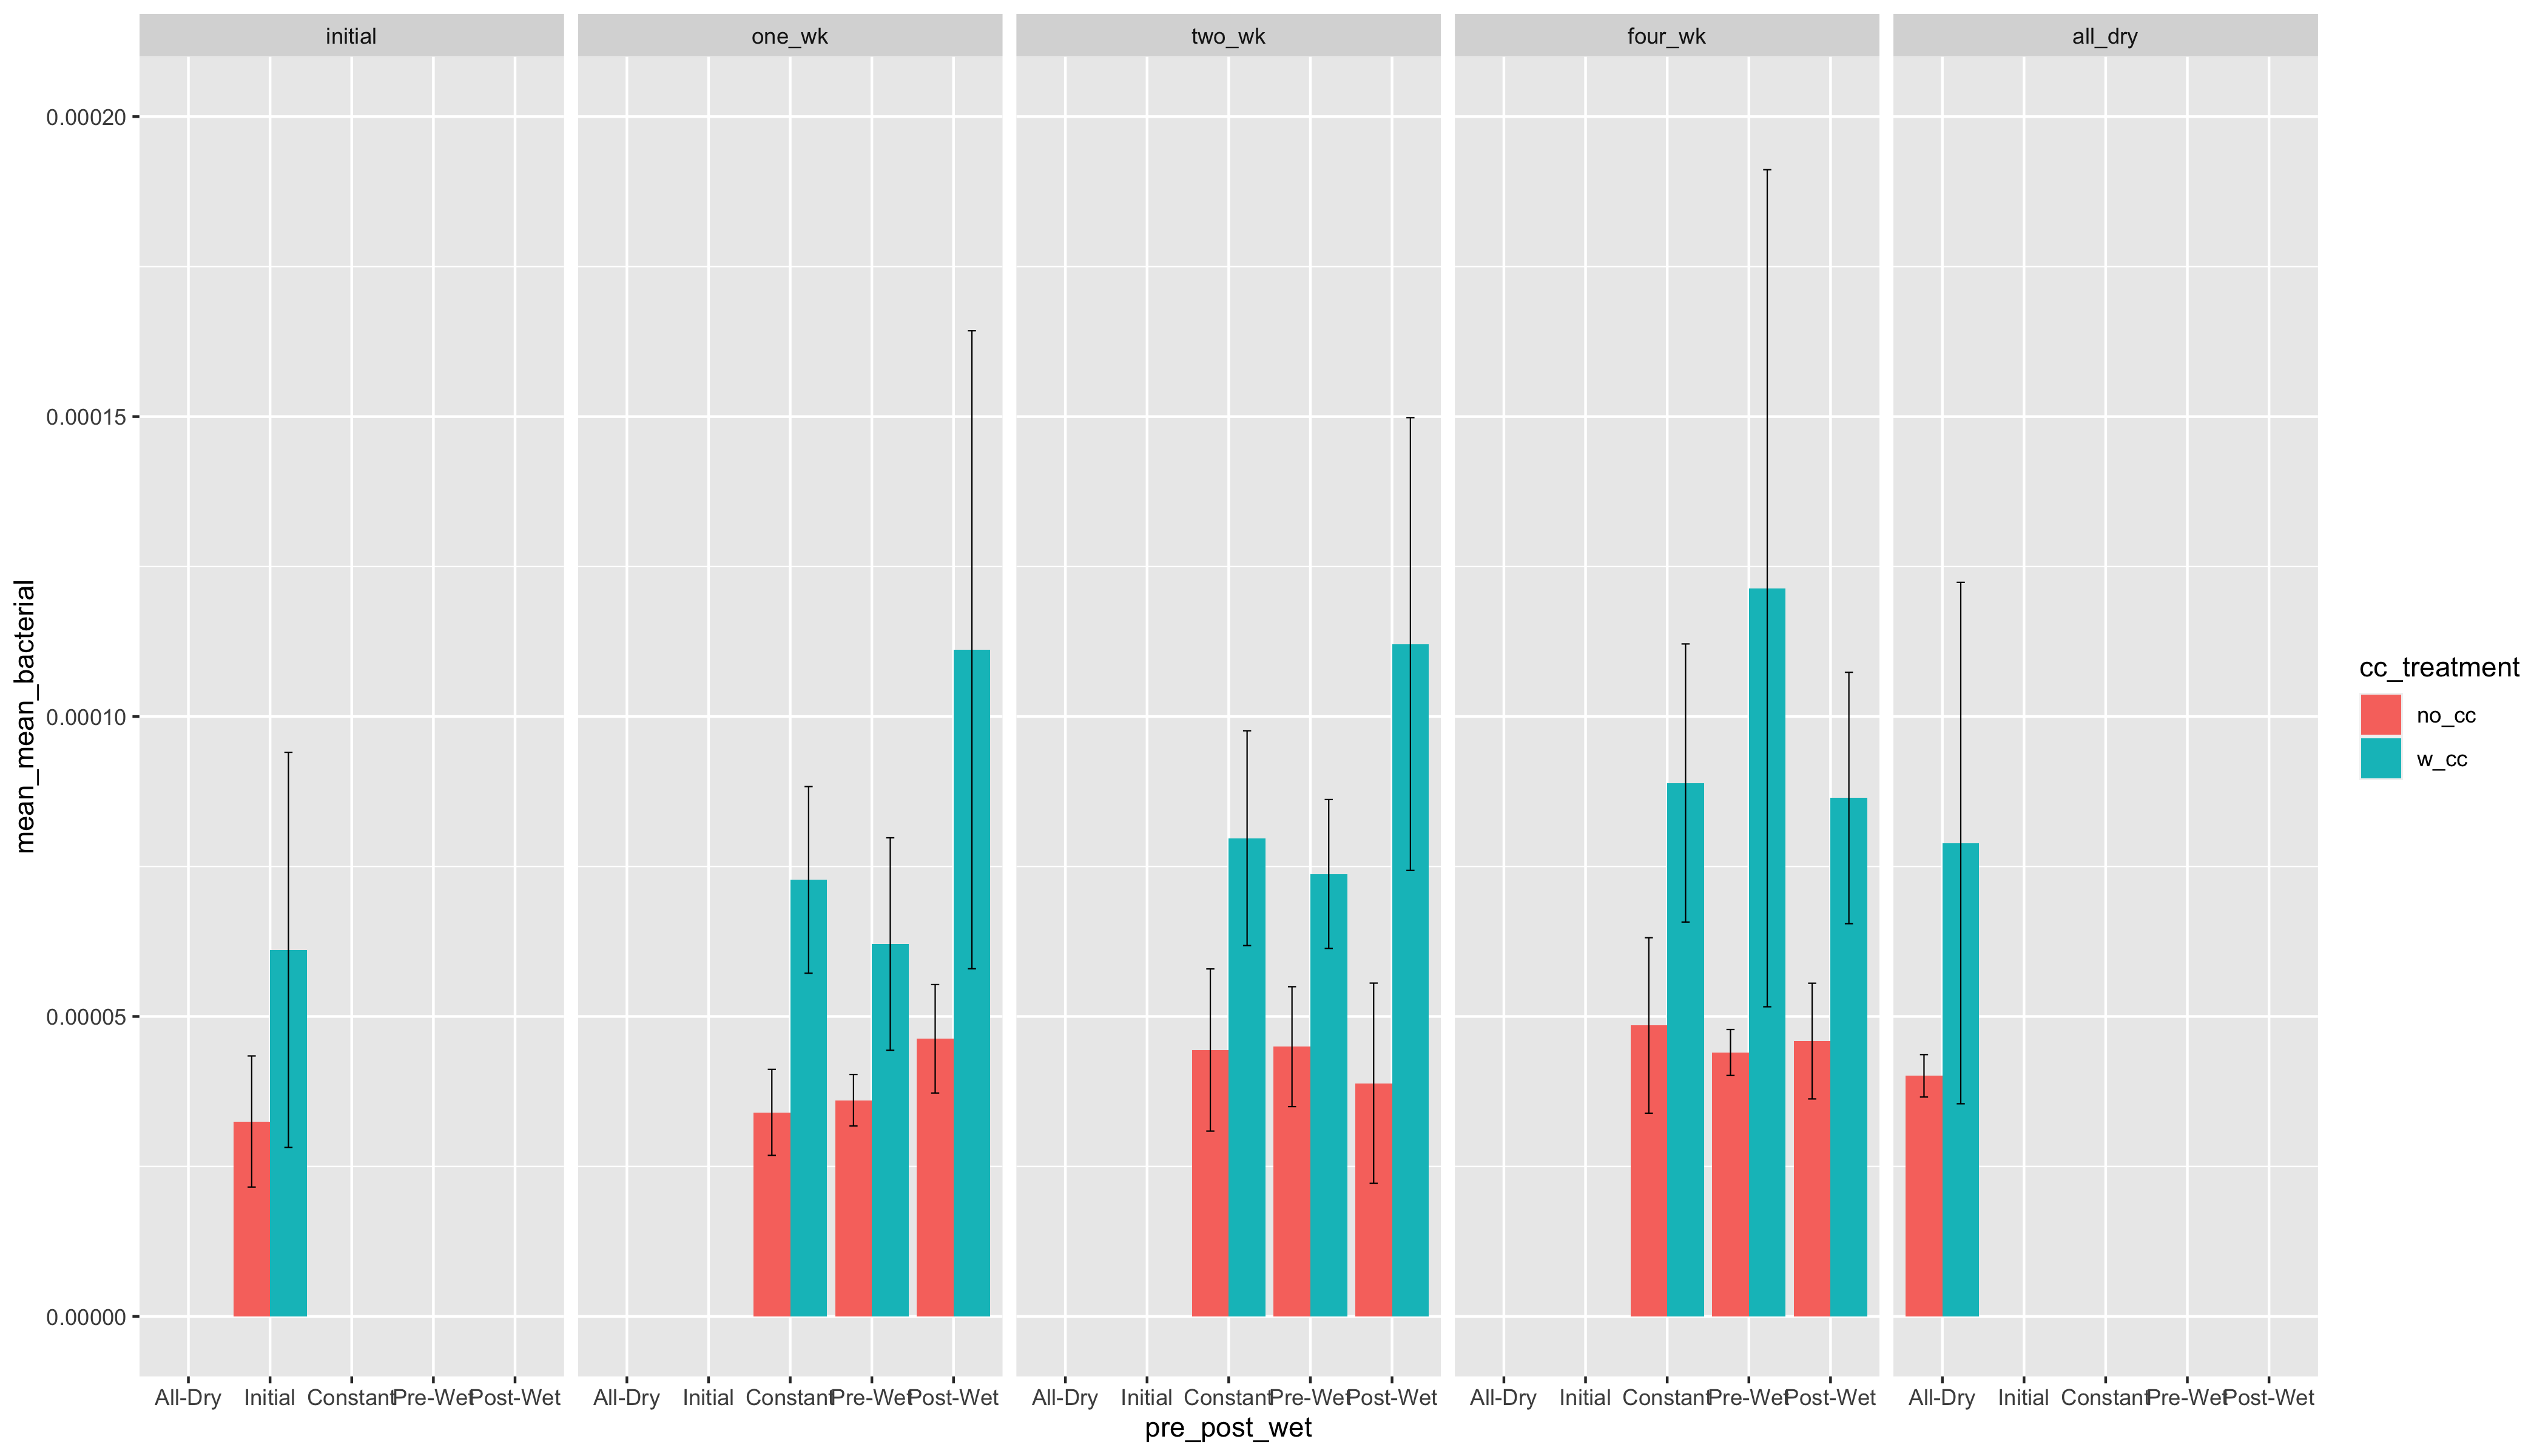 initial one_wk two_wk four_wk all_dry
0.00020
0.00015
0.00010
0.00005
0.00000
mean_mean_bacterial
All-Dry Initial Constant Pre-Wet Post-Wet All-Dry Initial Constant Pre-Wet Post-Wet All-Dry Initial Constant Pre-Wet Post-Wet All-Dry Initial Constant Pre-Wet Post-Wet All-Dry Initial Constant Pre-Wet Post-Wet
pre_post_wet
cc_treatment
no_cc
w_cc